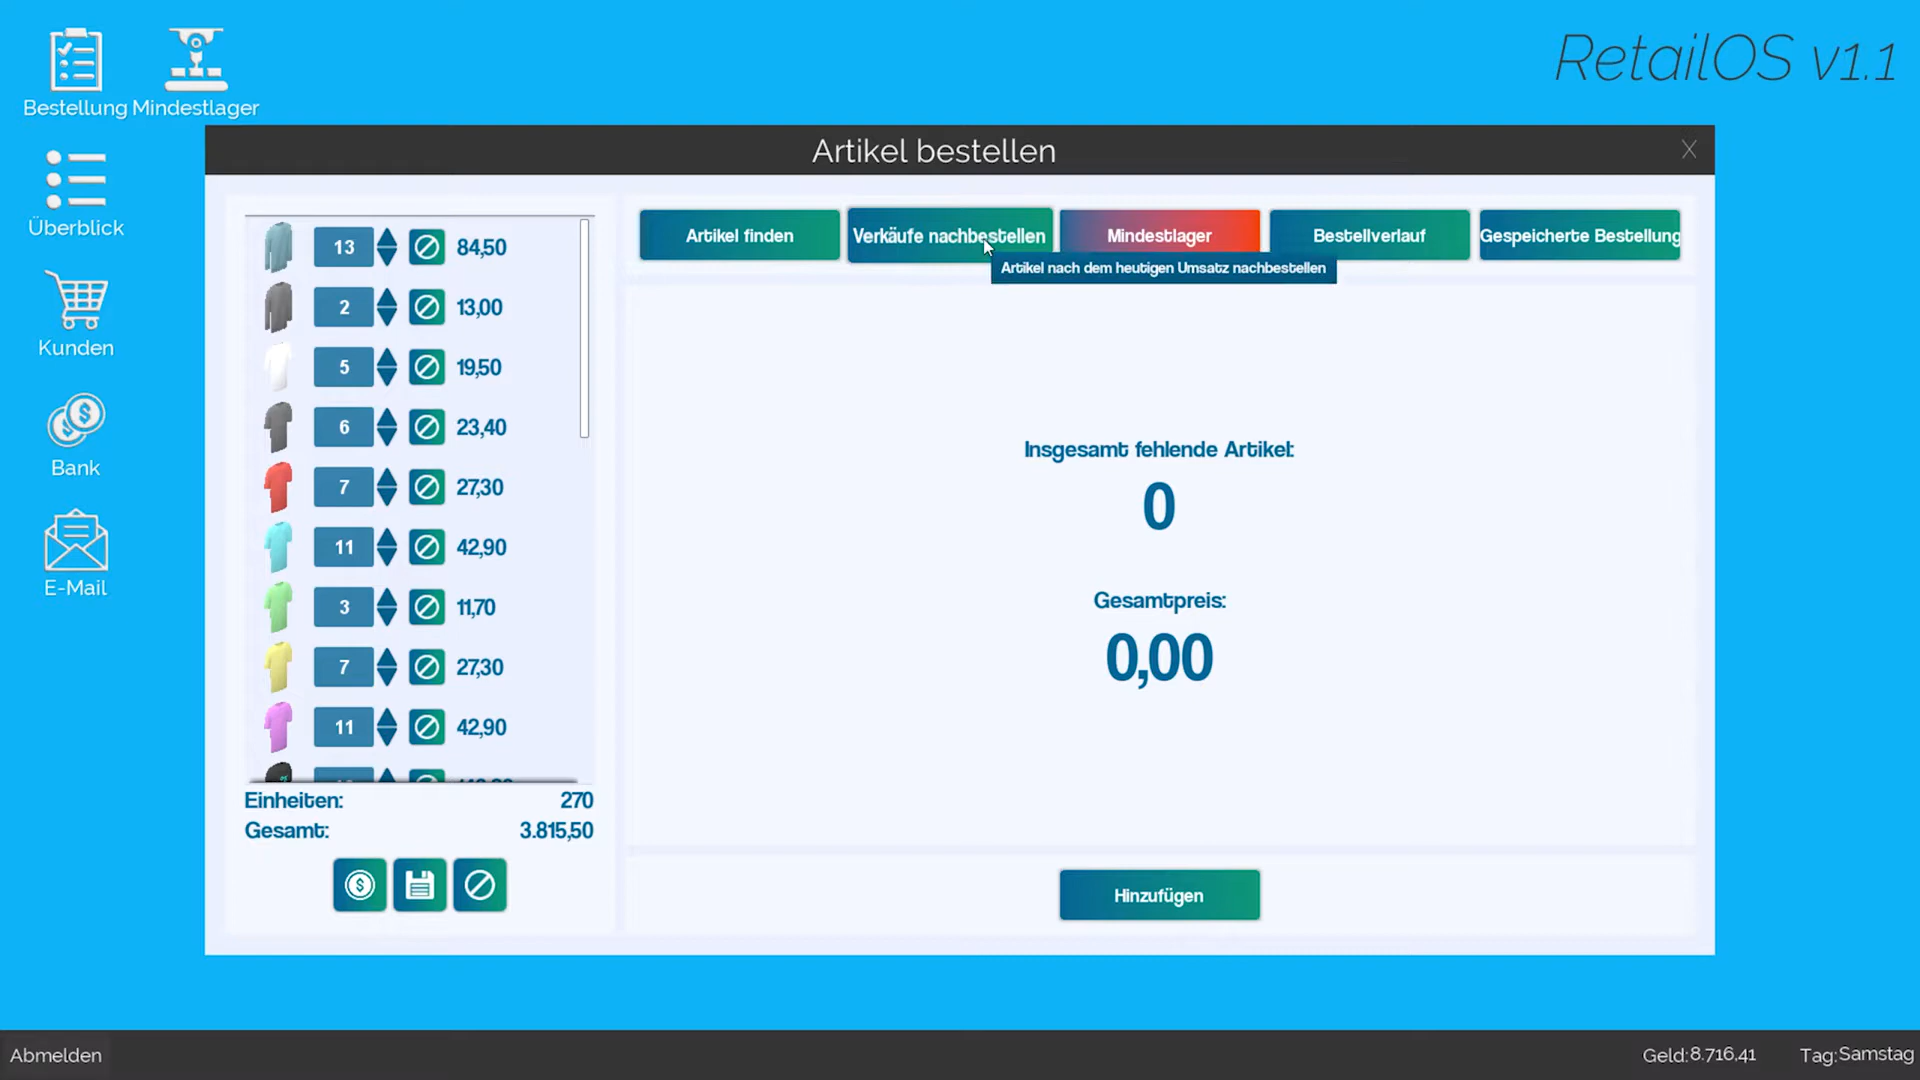 RetailOS v1.1
Bestellung
Mindestlager
Überblick
Kunden
Bank
E-Mail
Artikel bestellen
X
Artikel finden
Verkäufe nachbestellen
Mindestlager
Bestellverlauf
Gespeicherte Bestellung
Artikel nach dem heutigen Umsatz nachbestellen
13 84,50
2 13,00
5 19,50
6 23,40
7 27,30
11 42,90
3 11,70
7 27,30
11 42,90
Einheiten: 270
Gesamt: 3.815,50
Insgesamt fehlende Artikel:
0
Gesamtpreis:
0,00
Hinzufügen
Abmelden
Geld:8.716,41
Tag:Samstag